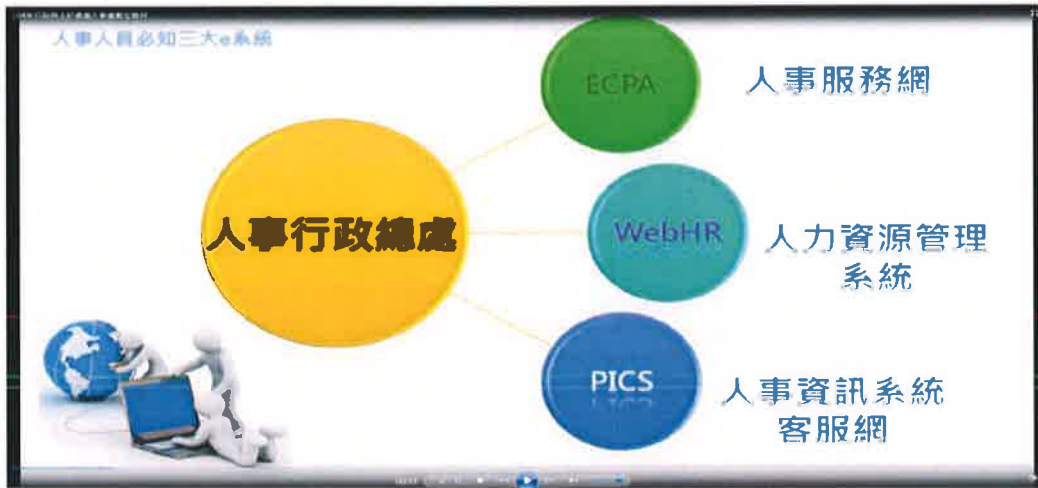 人事人員必知三大e系統
ECPA
人事服務網
人事行政總處
WebHR
人力資源管理
系統
PICS
人事資訊系統
客服網